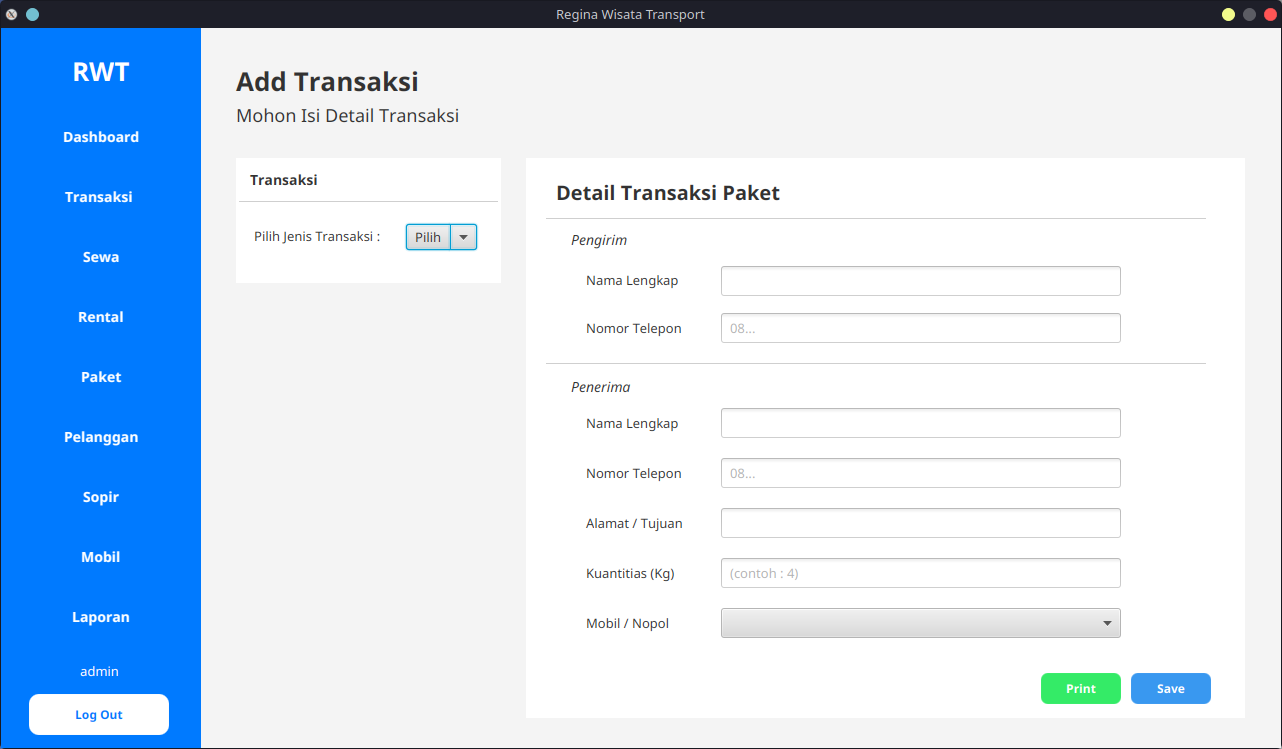 Regina Wisata Transport
RWT
Dashboard
Transaksi
Sewa
Rental
Paket
Pelanggan
Sopir
Mobil
Laporan
admin
Log Out
Add Transaksi
Mohon Isi Detail Transaksi
Transaksi
Pilih Jenis Transaksi :
Pilih
Detail Transaksi Paket
Pengirim
Nama Lengkap
Nomor Telepon
08...
Penerima
Nama Lengkap
Nomor Telepon
08...
Alamat / Tujuan
Kuantitias (Kg)
(contoh : 4)
Mobil / Nopol
Print
Save